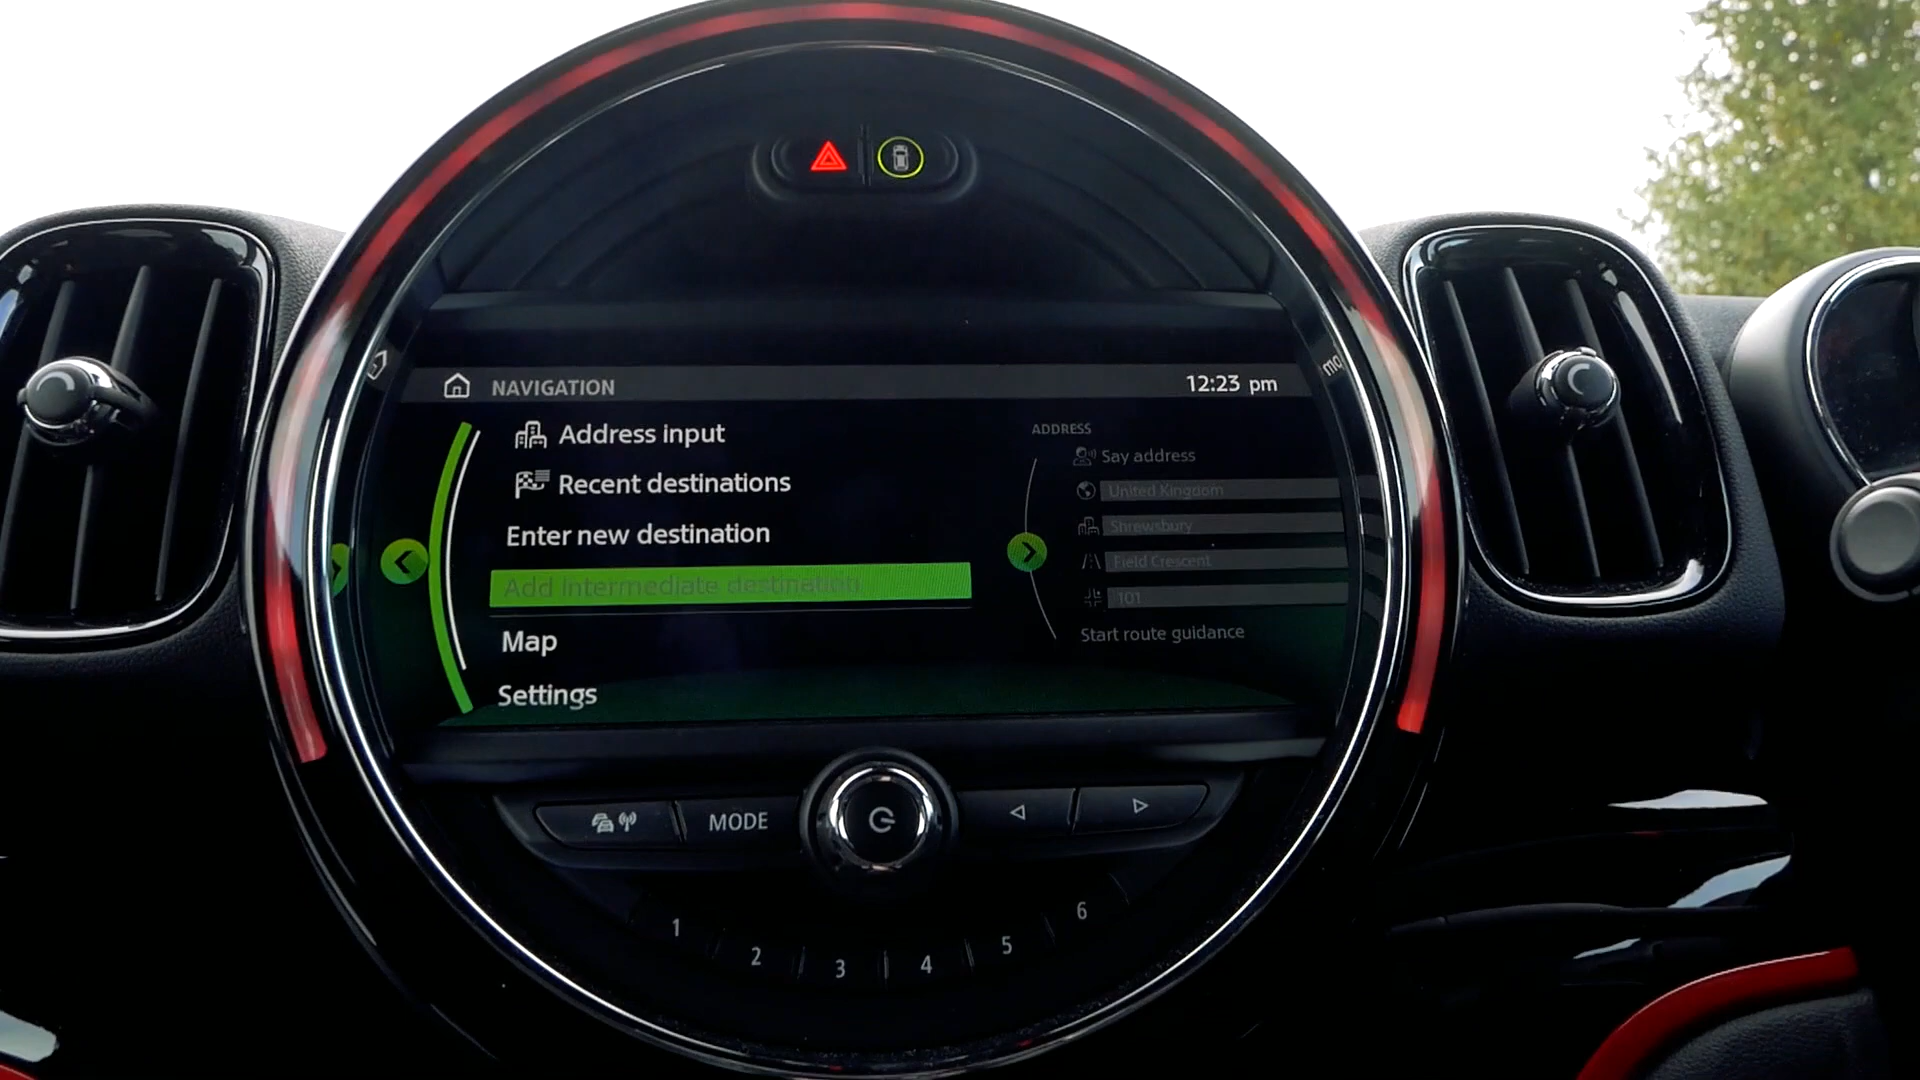 NAVIGATION
12:23 pm
Address input
Recent destinations
Enter new destination
Add intermediate destination
Map
Settings
ADDRESS
Say address
United Kingdom
Shrewsbury
Field Crescent
101
Start route guidance
MODE
1
2
3
4
5
6